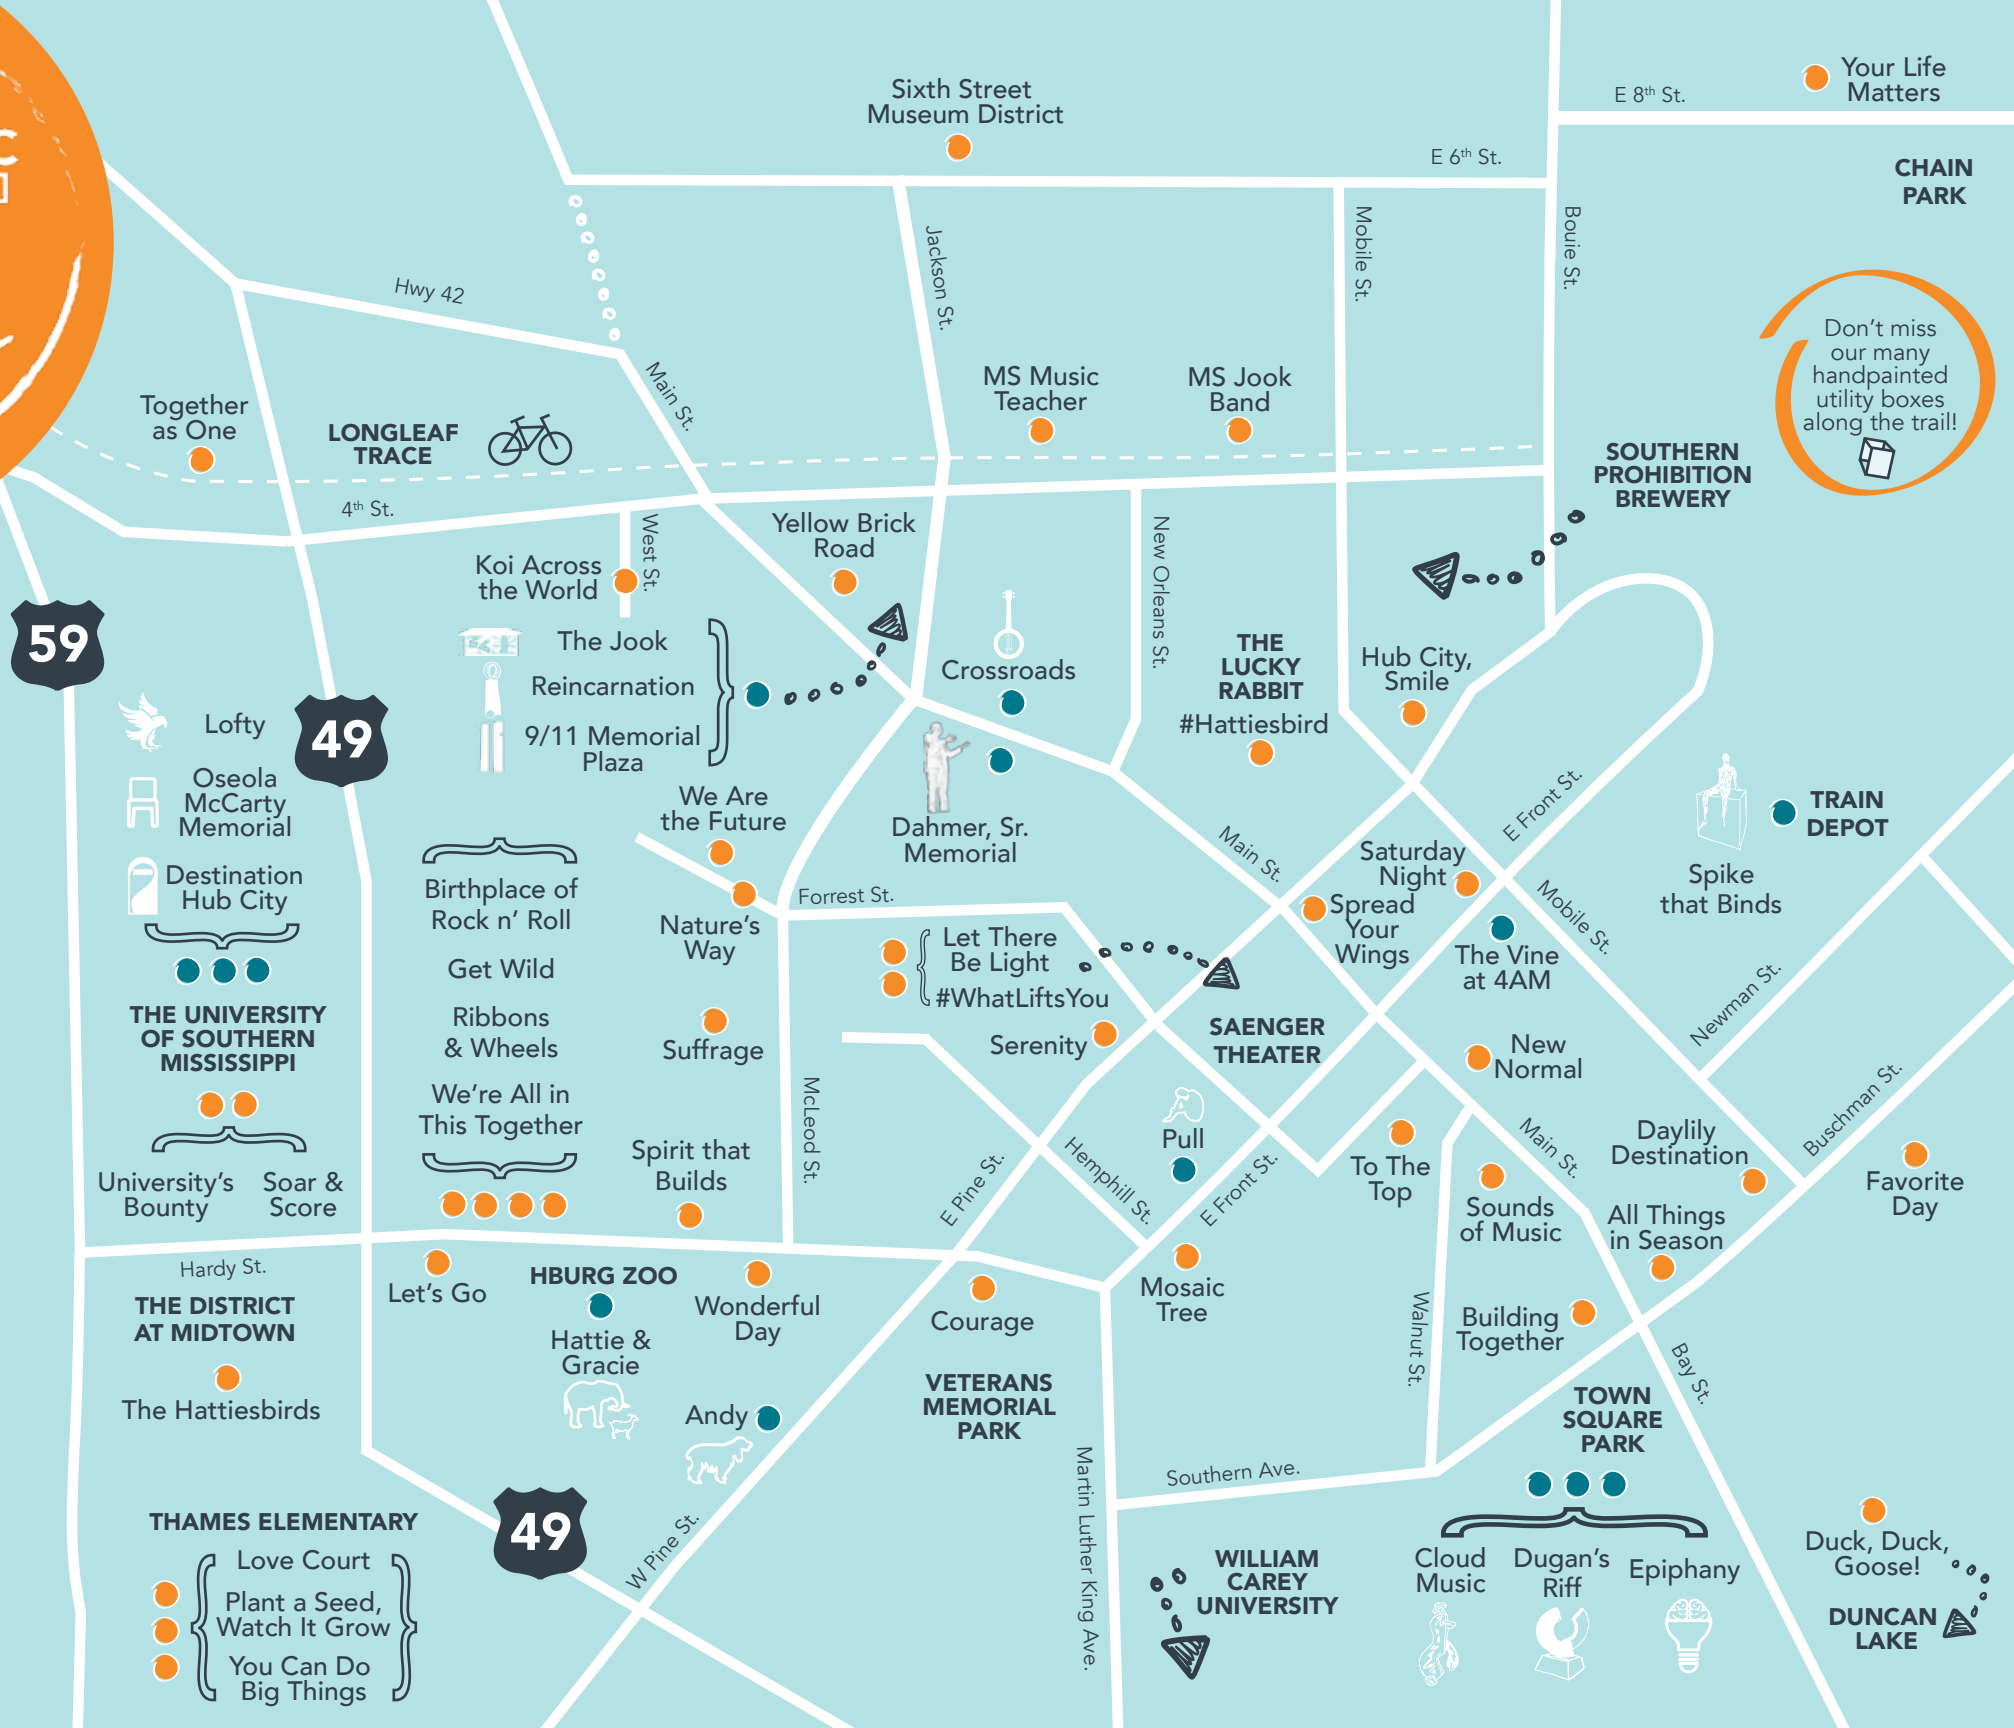 C
Sixth Street
Museum District
Your Life
Matters
E 8th St.
E 6th St.
CHAIN
PARK
Jackson St.
Mobile St.
Bouie St.
Hwy 42
Main St.
Don't miss
our many
handpainted
utility boxes
along the trail!
Together
as One
LONGLEAF
TRACE
MS Music
Teacher
MS Jook
Band
SOUTHERN
PROHIBITION
BREWERY
4th St.
West St.
Yellow Brick
Road
New Orleans St.
Koi Across
the World
59
The Jook
Reincarnation
9/11 Memorial
Plaza
Crossroads
THE
LUCKY
RABBIT
#Hattiesbird
Hub City,
Smile
Lofty
49
Oseola
McCarty
Memorial
Destination
Hub City
We Are
the Future
Dahmer, Sr.
Memorial
Main St.
E Front St.
TRAIN
DEPOT
Spike
that Binds
Saturday
Night
Spread
Your
Wings
Mobile St.
The Vine
at 4AM
Birthplace of
Rock n' Roll
Get Wild
Ribbons
& Wheels
We're All in
This Together
Forrest St.
Nature's
Way
Let There
Be Light
#WhatLiftsYou
Serenity
SAENGER
THEATER
Newman St.
THE UNIVERSITY
OF SOUTHERN
MISSISSIPPI
Suffrage
New
Normal
University's
Bounty
Soar &
Score
Spirit that
Builds
McLeod St.
E Pine St.
Hemphill St.
Pull
E Front St.
To The
Top
Main St.
Daylily
Destination
Buschman St.
Favorite
Day
Sounds
of Music
All Things
in Season
Hardy St.
THE DISTRICT
AT MIDTOWN
The Hattiesbirds
Let's Go
HBURG ZOO
Hattie &
Gracie
Wonderful
Day
Andy
Courage
Mosaic
Tree
Walnut St.
Building
Together
Bay St.
VETERANS
MEMORIAL
PARK
TOWN
SQUARE
PARK
Martin Luther King Ave.
Southern Ave.
THAMES ELEMENTARY
Love Court
Plant a Seed,
Watch It Grow
You Can Do
Big Things
49
W Pine St.
WILLIAM
CAREY
UNIVERSITY
Cloud
Music
Dugan's
Riff
Epiphany
Duck, Duck,
Goose!
DUNCAN
LAKE